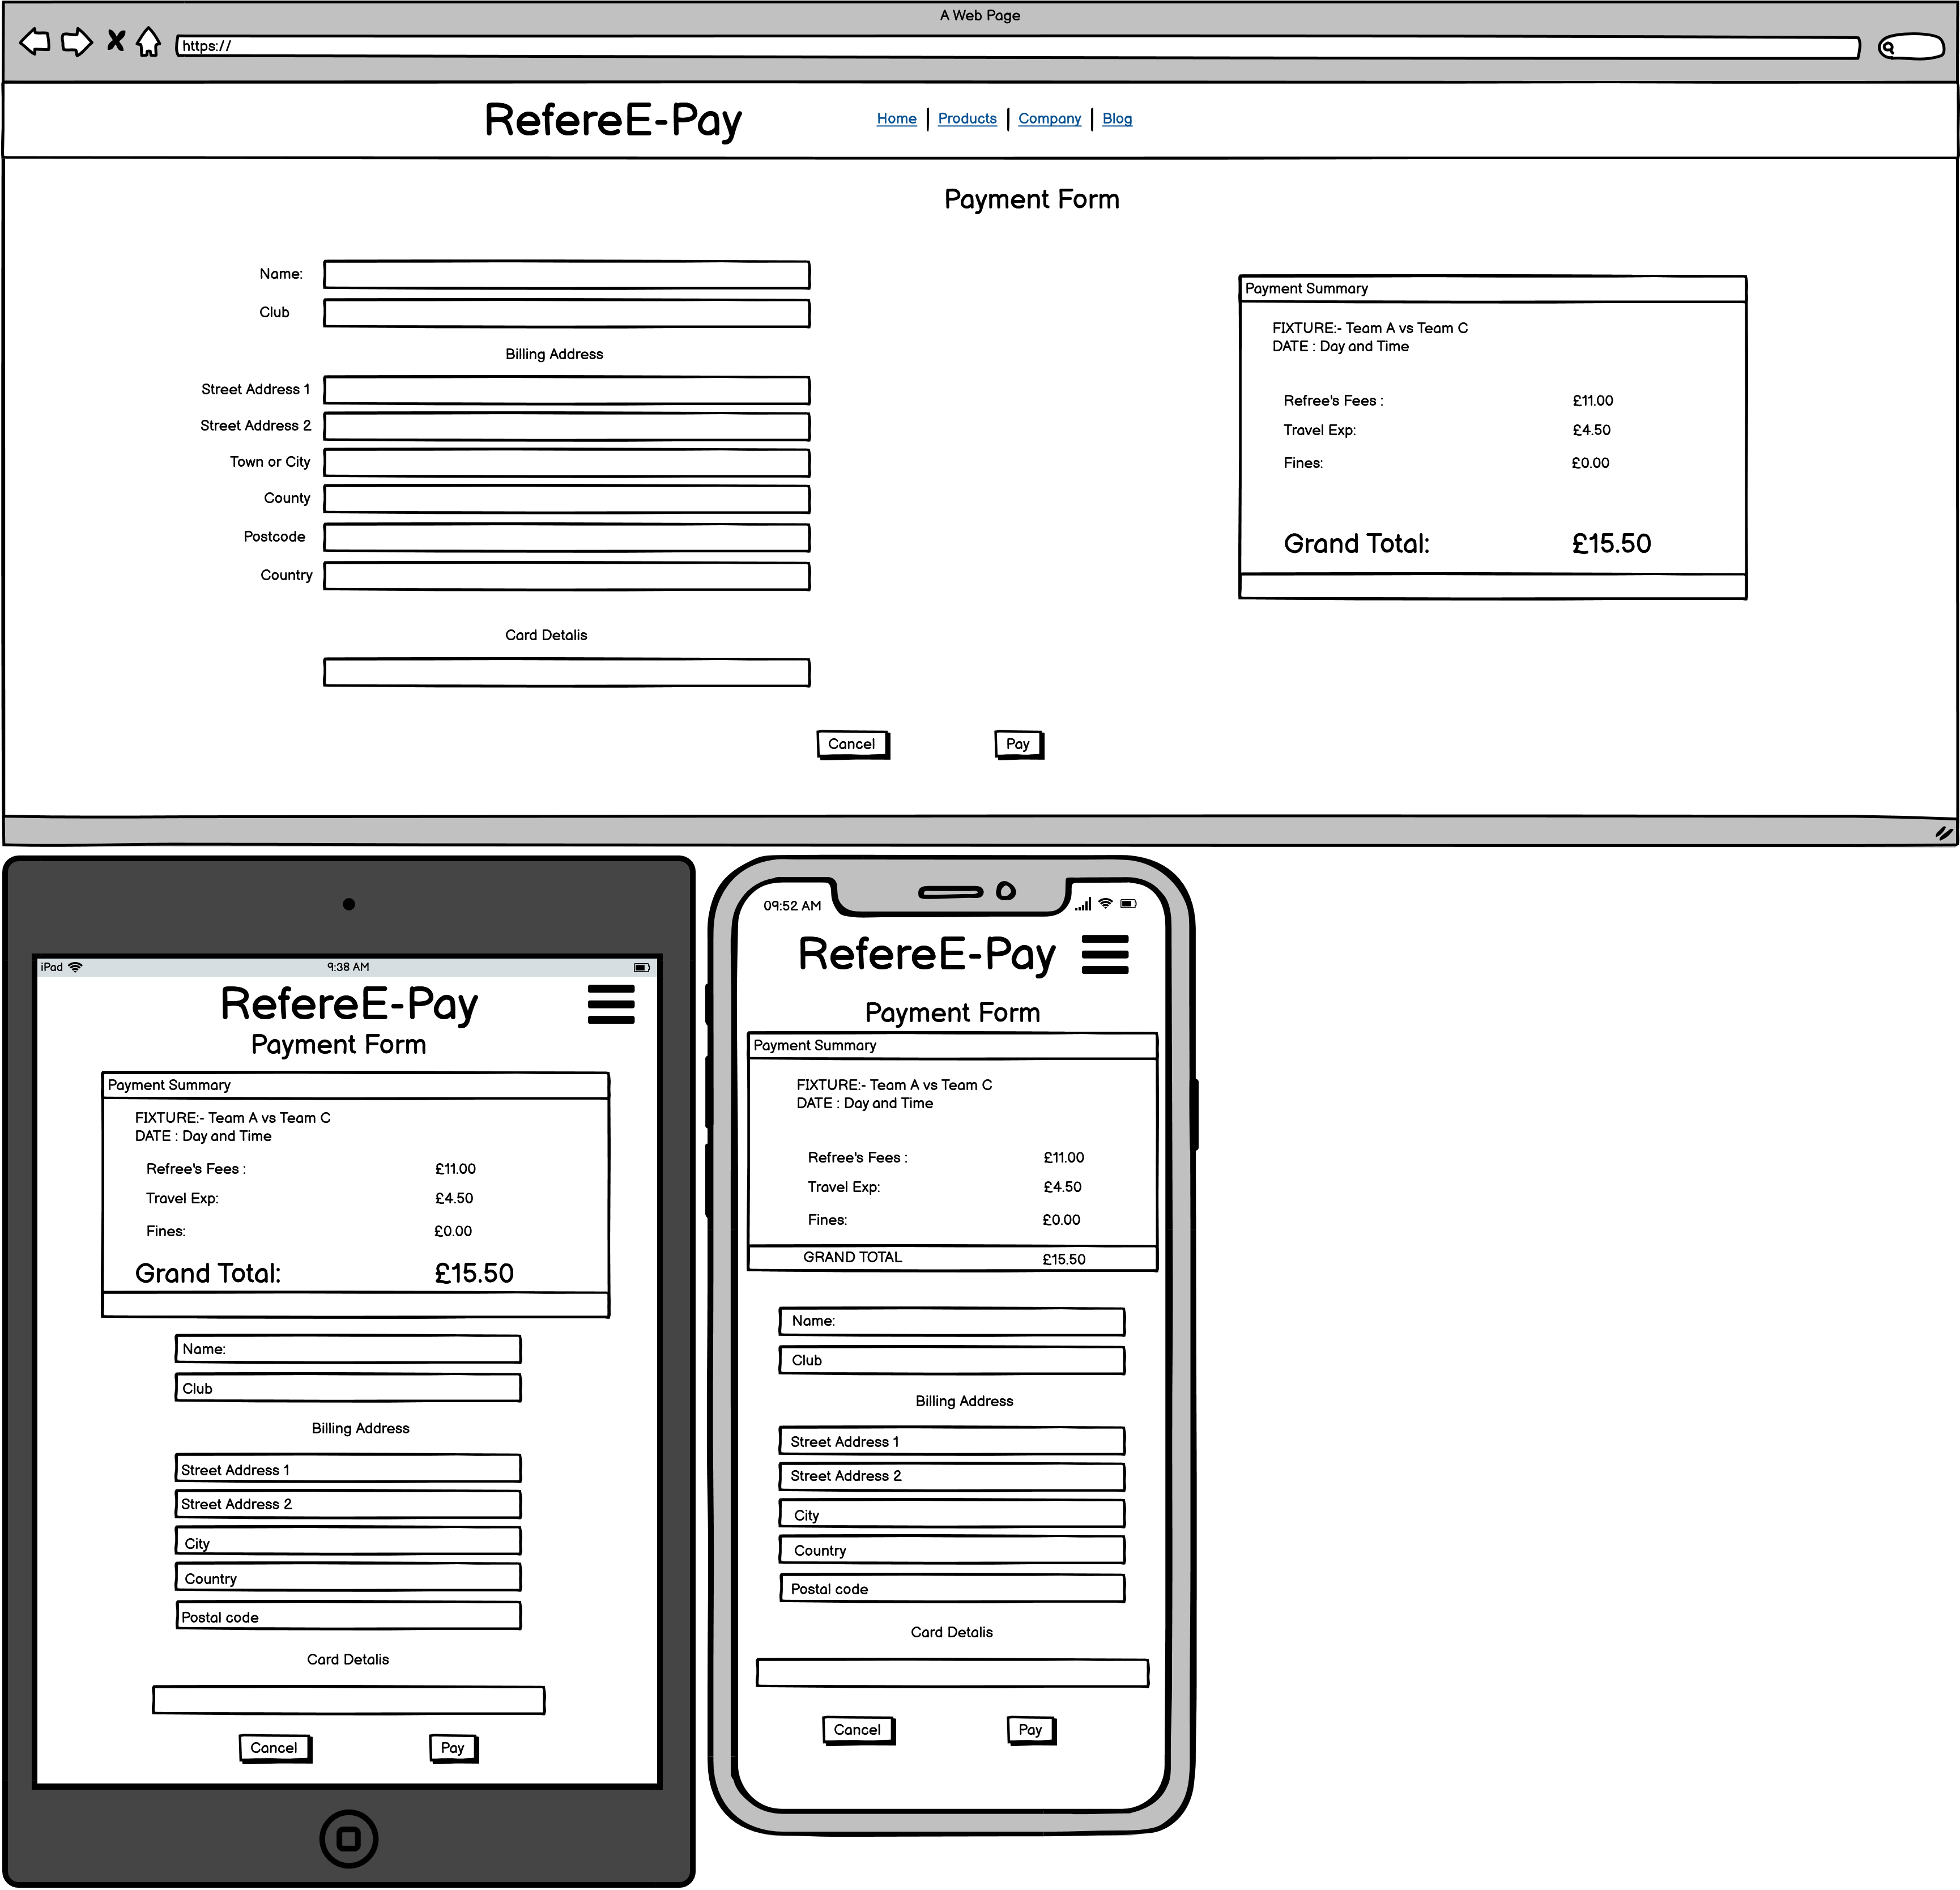 A Web Page
https://
RefereE-Pay
Home | Products | Company | Blog
Payment Form
Name:
Club
Billing Address
Street Address 1
Street Address 2
Town or City
County
Postcode
Country
Card Detalis
Payment Summary
FIXTURE:- Team A vs Team C
DATE : Day and Time
Refree's Fees : £11.00
Travel Exp: £4.50
Fines: £0.00
Grand Total: £15.50
Cancel Pay
iPad 9:38 AM
RefereE-Pay
Payment Form
Payment Summary
FIXTURE:- Team A vs Team C
DATE : Day and Time
Refree's Fees : £11.00
Travel Exp: £4.50
Fines: £0.00
Grand Total: £15.50
Name:
Club
Billing Address
Street Address 1
Street Address 2
City
Country
Postal code
Card Detalis
Cancel Pay
09:52 AM
RefereE-Pay
Payment Form
Payment Summary
FIXTURE:- Team A vs Team C
DATE : Day and Time
Refree's Fees : £11.00
Travel Exp: £4.50
Fines: £0.00
GRAND TOTAL £15.50
Name:
Club
Billing Address
Street Address 1
Street Address 2
City
Country
Postal code
Card Detalis
Cancel Pay